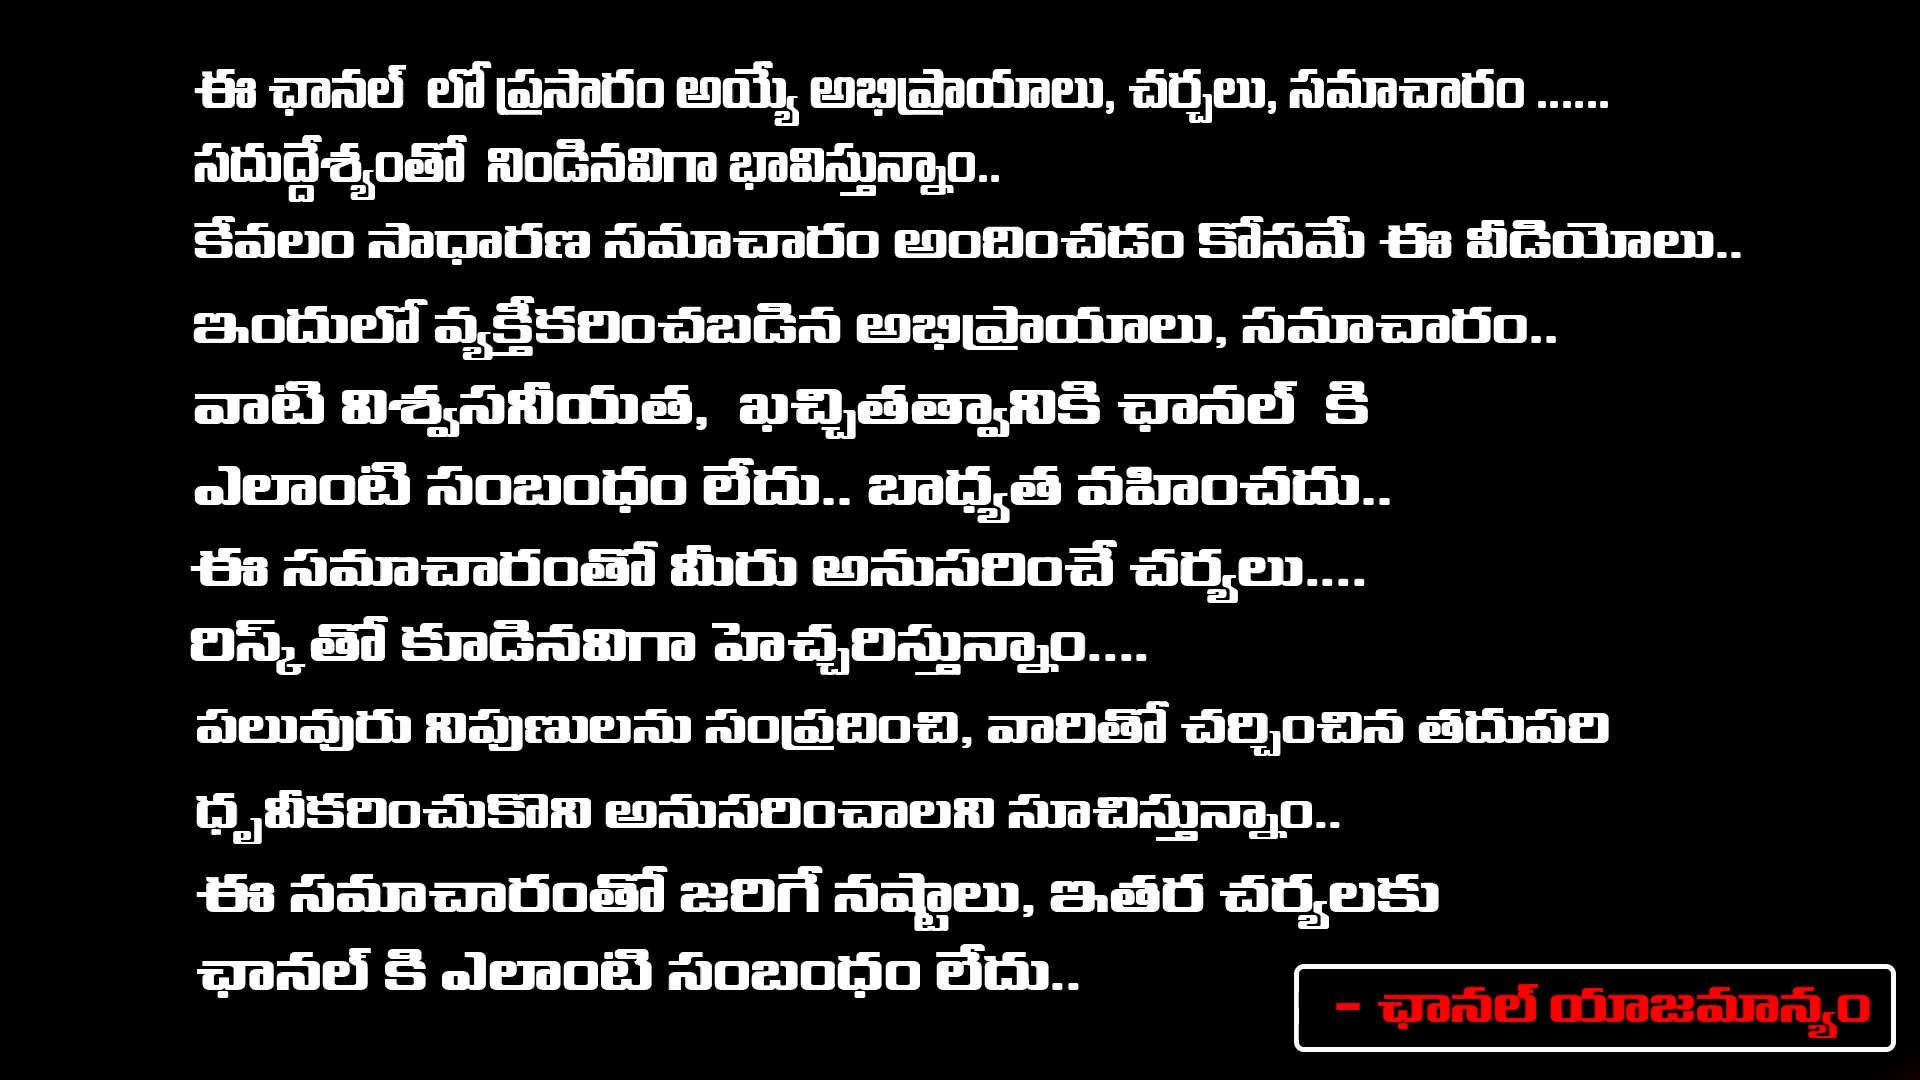 ఈ ఛానల్ లో ప్రసారం అయ్యే అభిప్రాయాలు, చర్చలు, సమాచారం ......
సదుద్దేశ్యంతో నిండినవిగా భావిస్తున్నాం..
కేవలం సాధారణ సమాచారం అందించడం కోసమే ఈ వీడియోలు..
ఇందులో వ్యక్తీకరించబడిన అభిప్రాయాలు, సమాచారం..
వాటి విశ్వసనీయత, ఖచ్చితత్వానికి ఛానల్ కి
ఎలాంటి సంబంధం లేదు.. బాధ్యత వహించదు..
ఈ సమాచారంతో మీరు అనుసరించే చర్యలు....
రిస్క్ తో కూడినవిగా హెచ్చరిస్తున్నాం....
పలువురు నిపుణులను సంప్రదించి, వారితో చర్చించిన తదుపరి
ధృవీకరించుకొని అనుసరించాలని సూచిస్తున్నాం..
ఈ సమాచారంతో జరిగే నష్టాలు, ఇతర చర్యలకు
ఛానల్ కి ఎలాంటి సంబంధం లేదు..
- ఛానల్ యాజమాన్యం